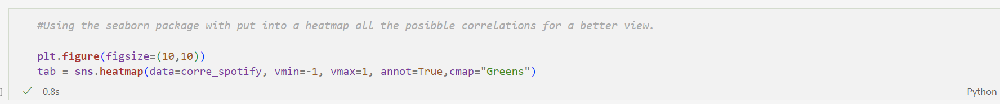 #Using the seaborn package with put into a heatmap all the posibble correlations for a better view.
plt.figure(figsize=(10,10))
tab = sns.heatmap(data=corre_spotify, vmin=-1, vmax=1, annot=True,cmap="Greens")
] ✓ 0.8s Python